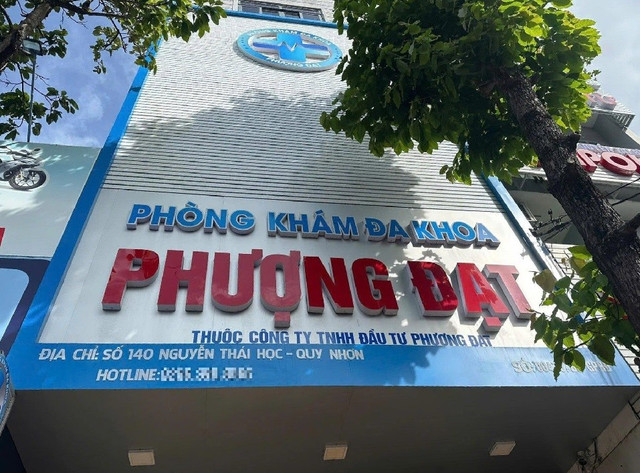 PHÒNG KHÁM ĐA KHOA
PHƯỢNG ĐẠT
THUỘC CÔNG TY TNHH ĐẦU TƯ PHƯỢNG ĐẠT
ĐỊA CHỈ: SỐ 140 NGUYỄN THÁI HỌC - QUY NHƠN
HOTLINE:
SỐ: